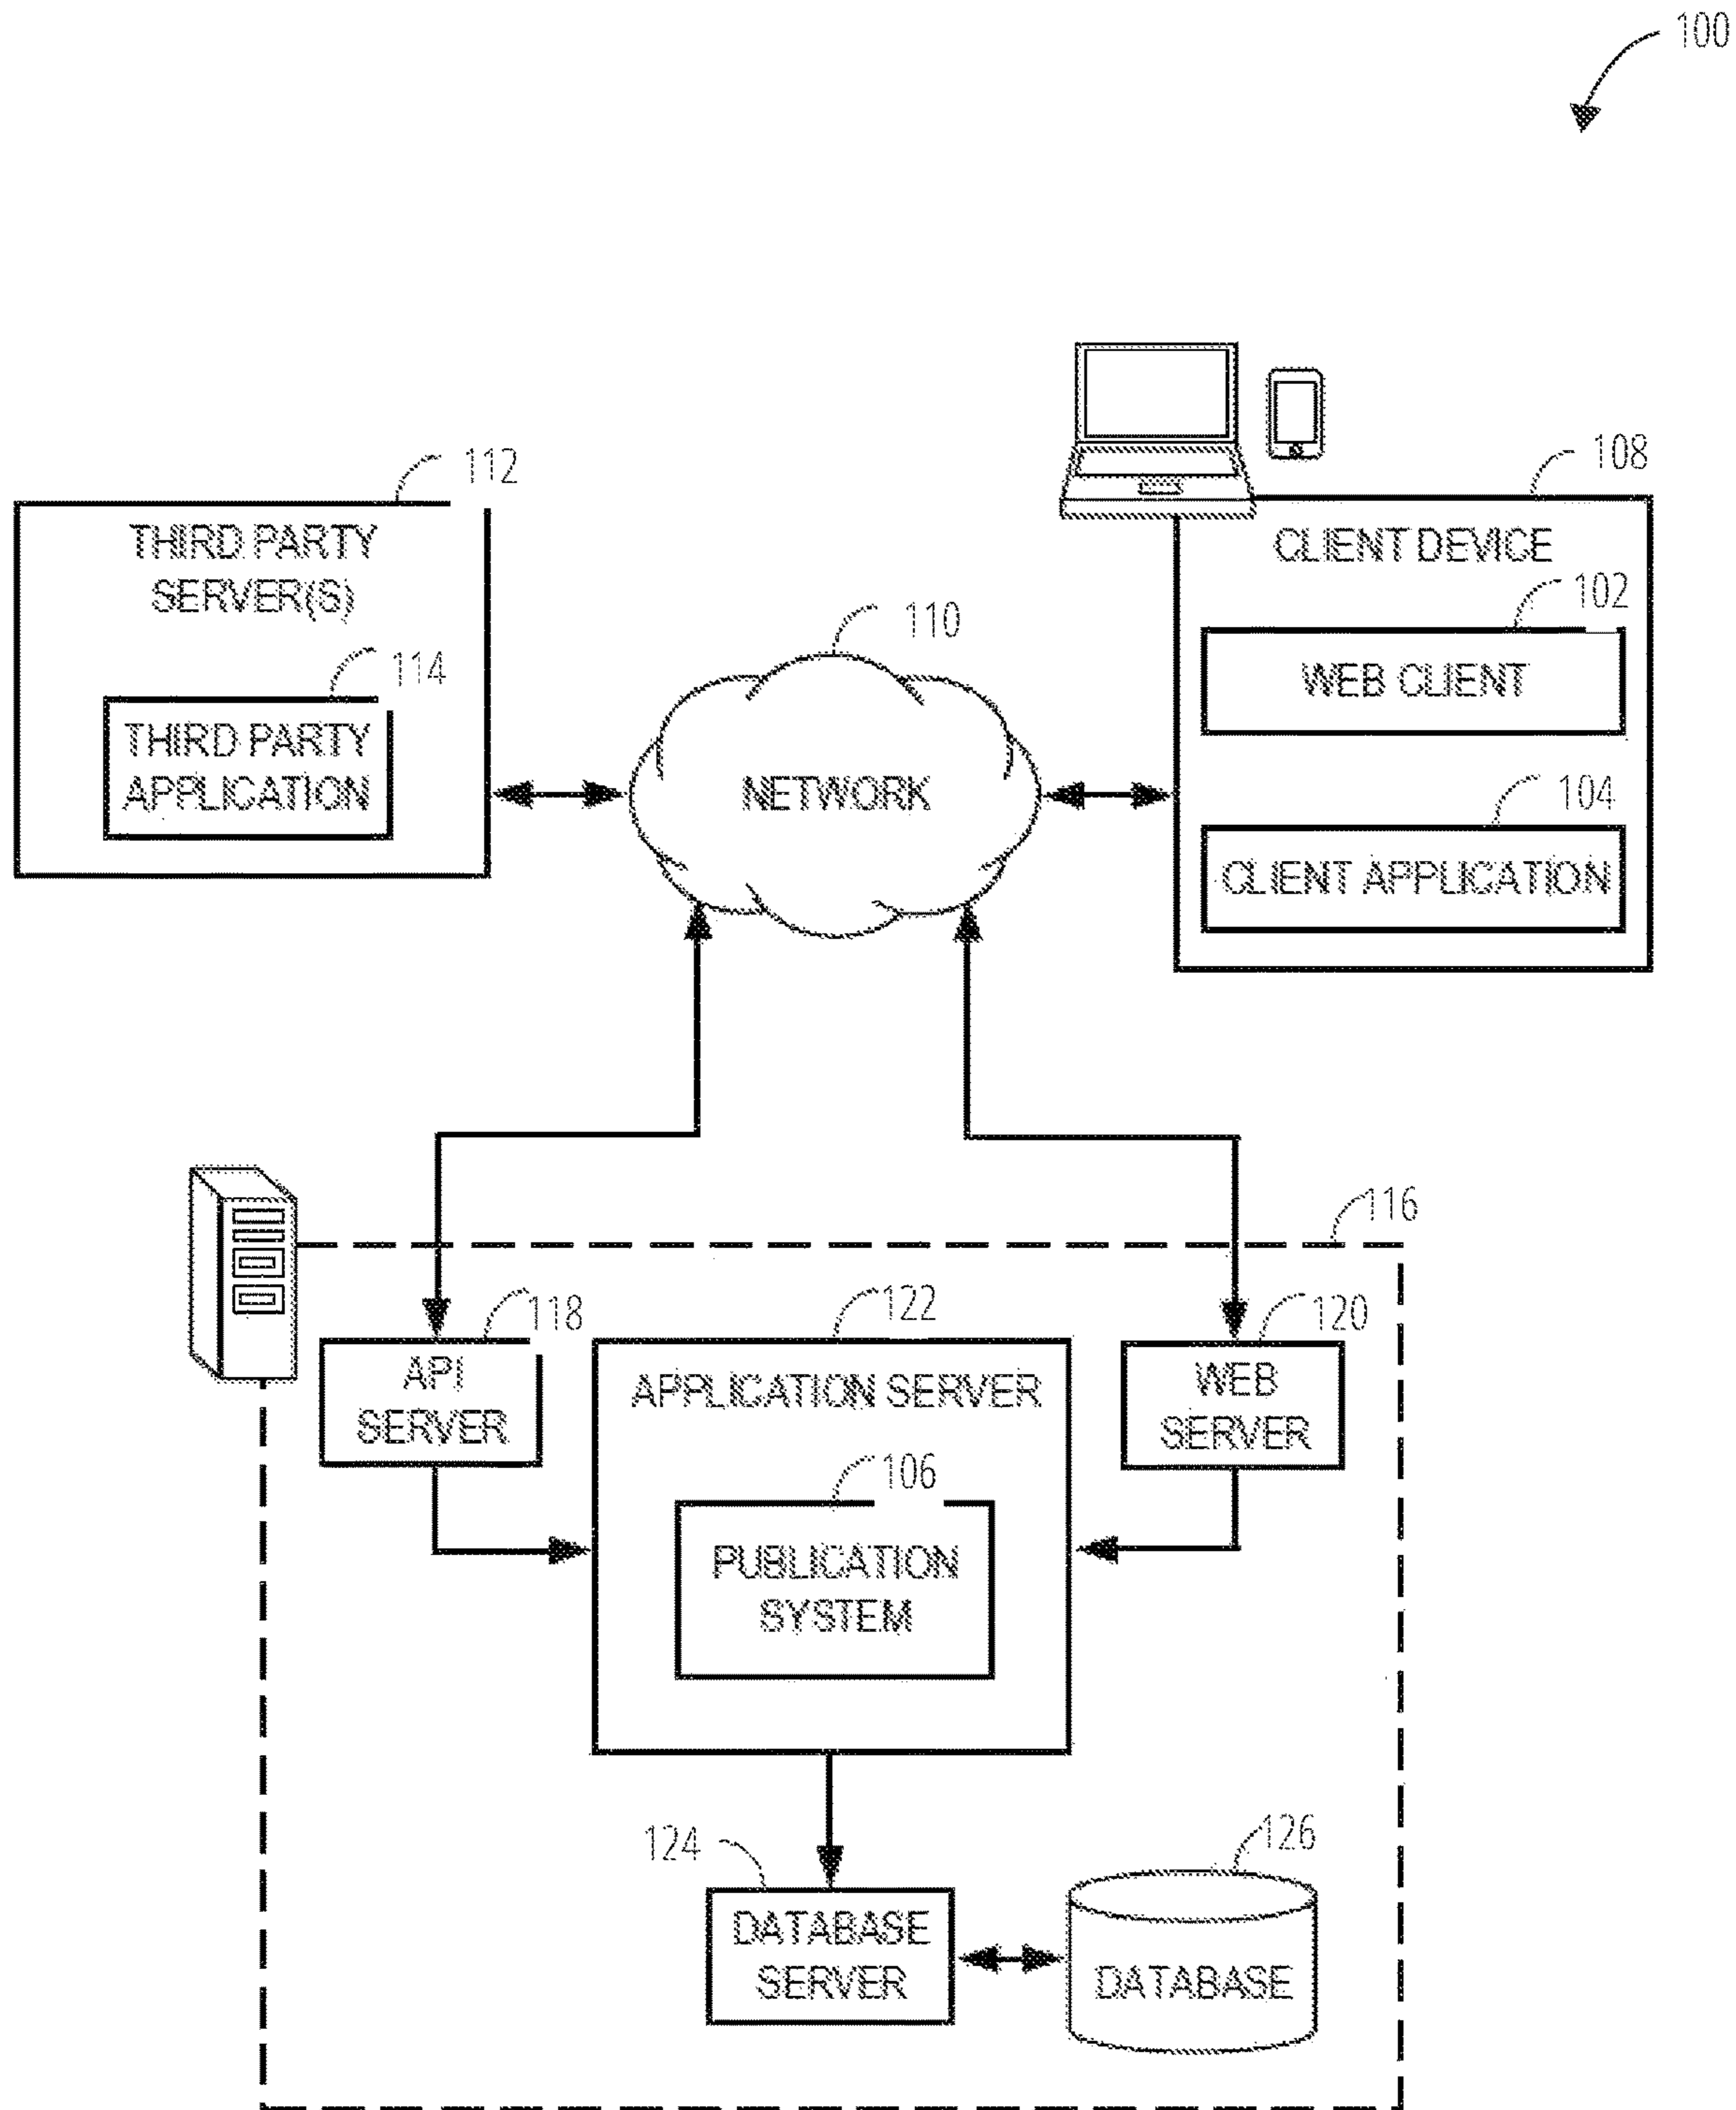 100
112
THIRD PARTY
SERVER(S)
114
THIRD PARTY
APPLICATION
110
NETWORK
108
CLIENT DEVICE
102
WEB CLIENT
104
CLIENT APPLICATION
116
118
API
SERVER
122
APPLICATION SERVER
106
PUBLICATION
SYSTEM
120
WEB
SERVER
124
DATABASE
SERVER
126
DATABASE